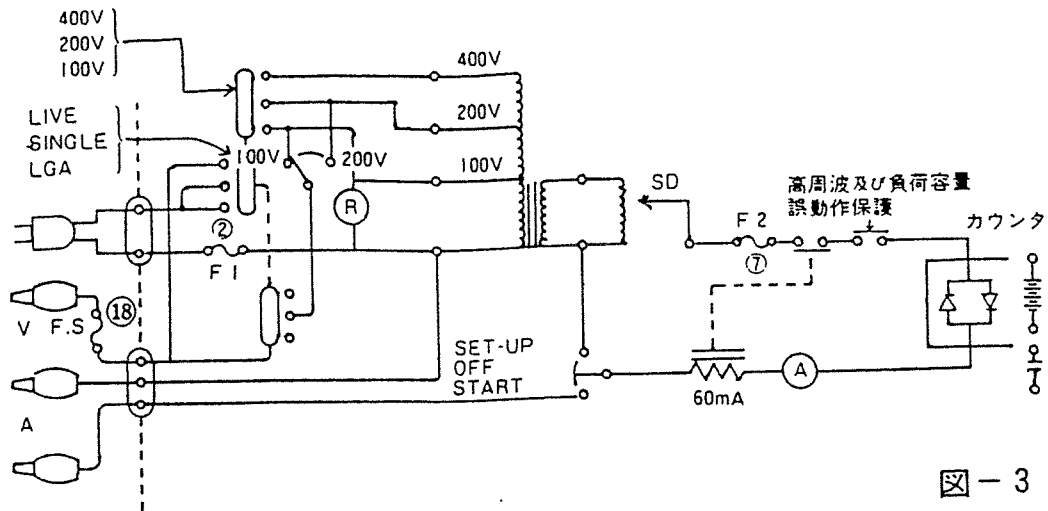 400V
200V
100V
LIVE
SINGLE
LGA
100V
200V
400V
200V
100V
R
②
F1
V F.S
⑱
A
SET-UP
OFF
START
SD
F2
⑦
高周波及び負荷容量
誤動作保護
カウンタ
60mA
A
図-3